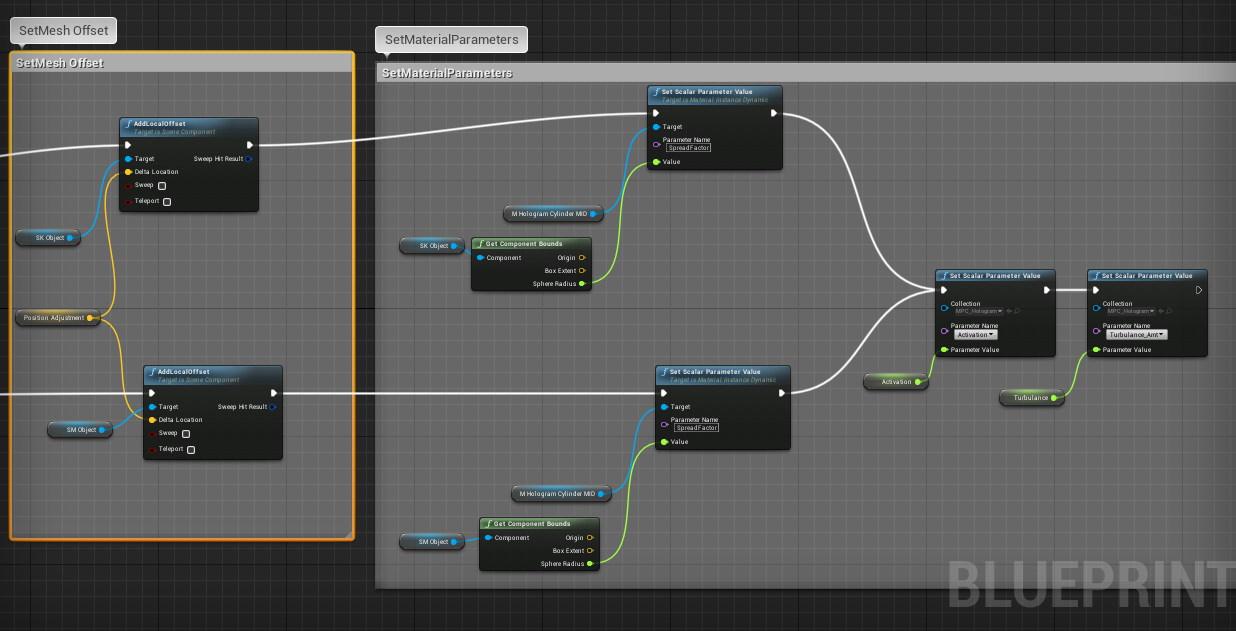 SetMesh Offset
SetMesh Offset
AddLocalOffset
Target is Scene Component
Target
Sweep Hit Result
Delta Location
Sweep
Teleport
SK Object
Position Adjustment
AddLocalOffset
Target is Scene Component
Target
Sweep Hit Result
Delta Location
Sweep
Teleport
SM Object
SetMaterialParameters
SetMaterialParameters
Set Scalar Parameter Value
Target is Material Instance Dynamic
Target
Parameter Name
SpreadFactor
Value
M Hologram Cylinder MID
SK Object
Get Component Bounds
Component
Origin
Box Extent
Sphere Radius
Set Scalar Parameter Value
Target is Material Instance Dynamic
Target
Parameter Name
SpreadFactor
Value
M Hologram Cylinder MID
SM Object
Get Component Bounds
Component
Origin
Box Extent
Sphere Radius
Set Scalar Parameter Value
Collection
MPC_Hologram
Parameter Name
Activation
Parameter Value
Activation
Set Scalar Parameter Value
Collection
MPC_Hologram
Parameter Name
Turbulance_Amt
Parameter Value
Turbulance
BLUEPRINT